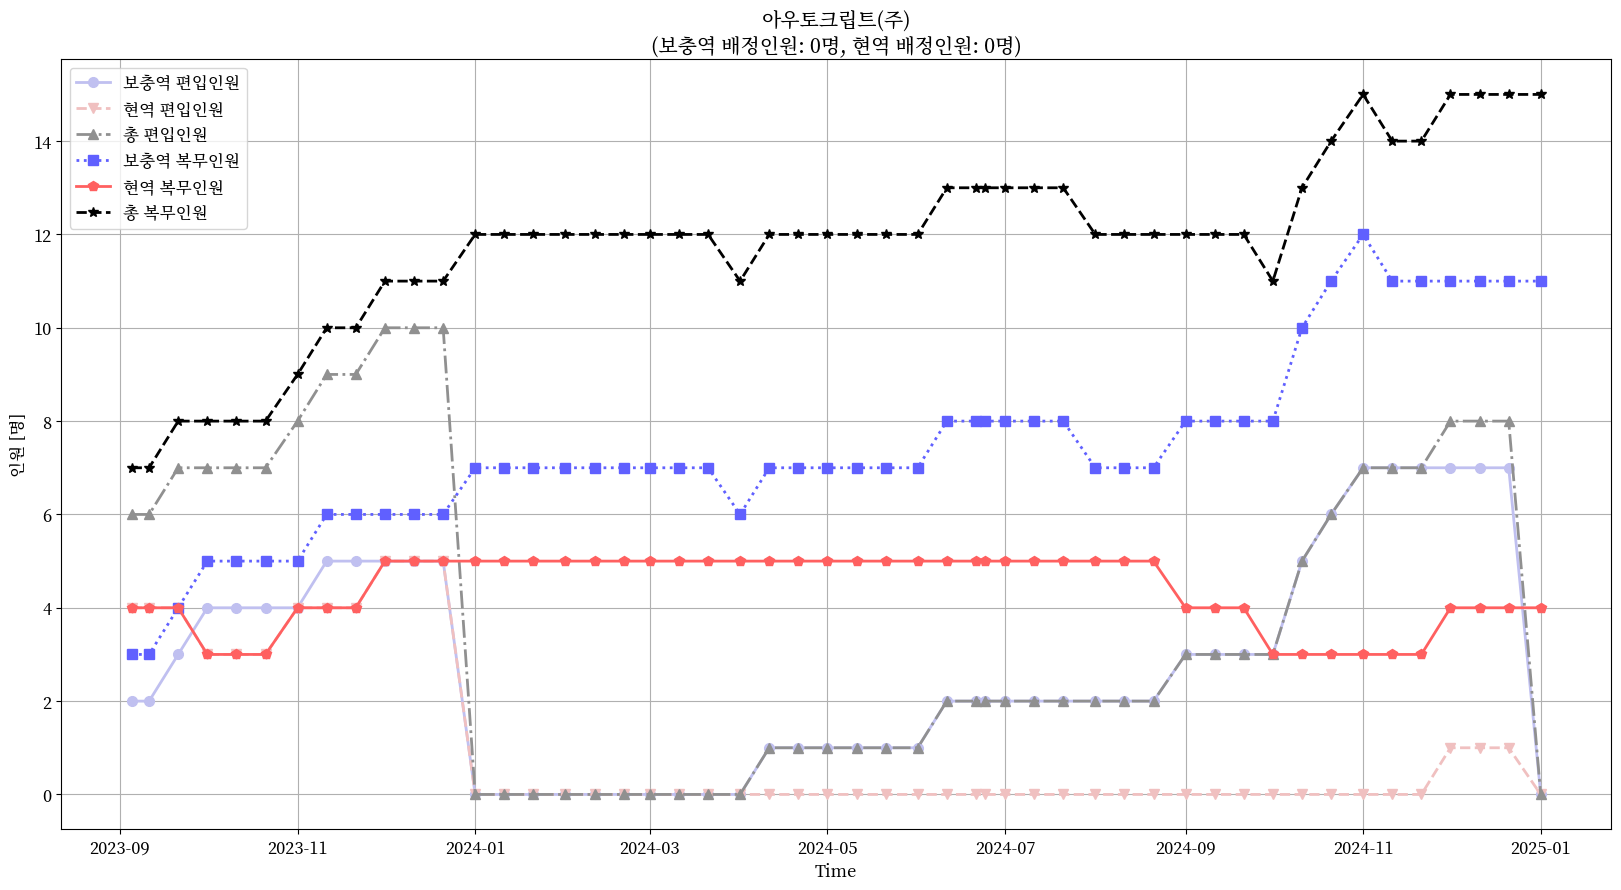 아우토크립트(주)
(보충역 배정인원: 0명, 현역 배정인원: 0명)
보충역 편입인원
현역 편입인원
총 편입인원
보충역 복무인원
현역 복무인원
총 복무인원
인원 [명]
14
12
10
8
6
4
2
0
2023-09 2023-11 2024-01 2024-03 2024-05 2024-07 2024-09 2024-11 2025-01
Time